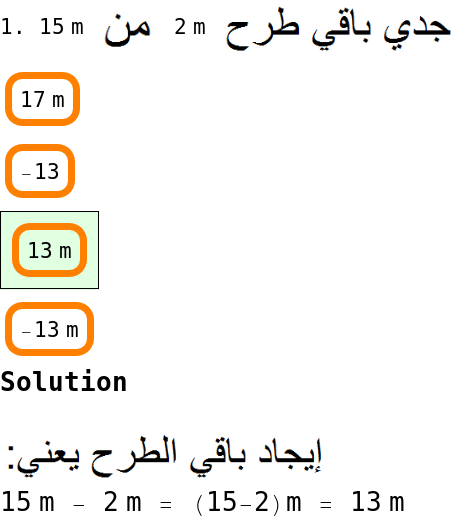 1. جدي باقي طرح 2 m من 15 m
17 m
-13
13 m
-13 m
Solution
إيجاد باقي الطرح يعني:
15 m - 2 m = (15-2)m = 13 m